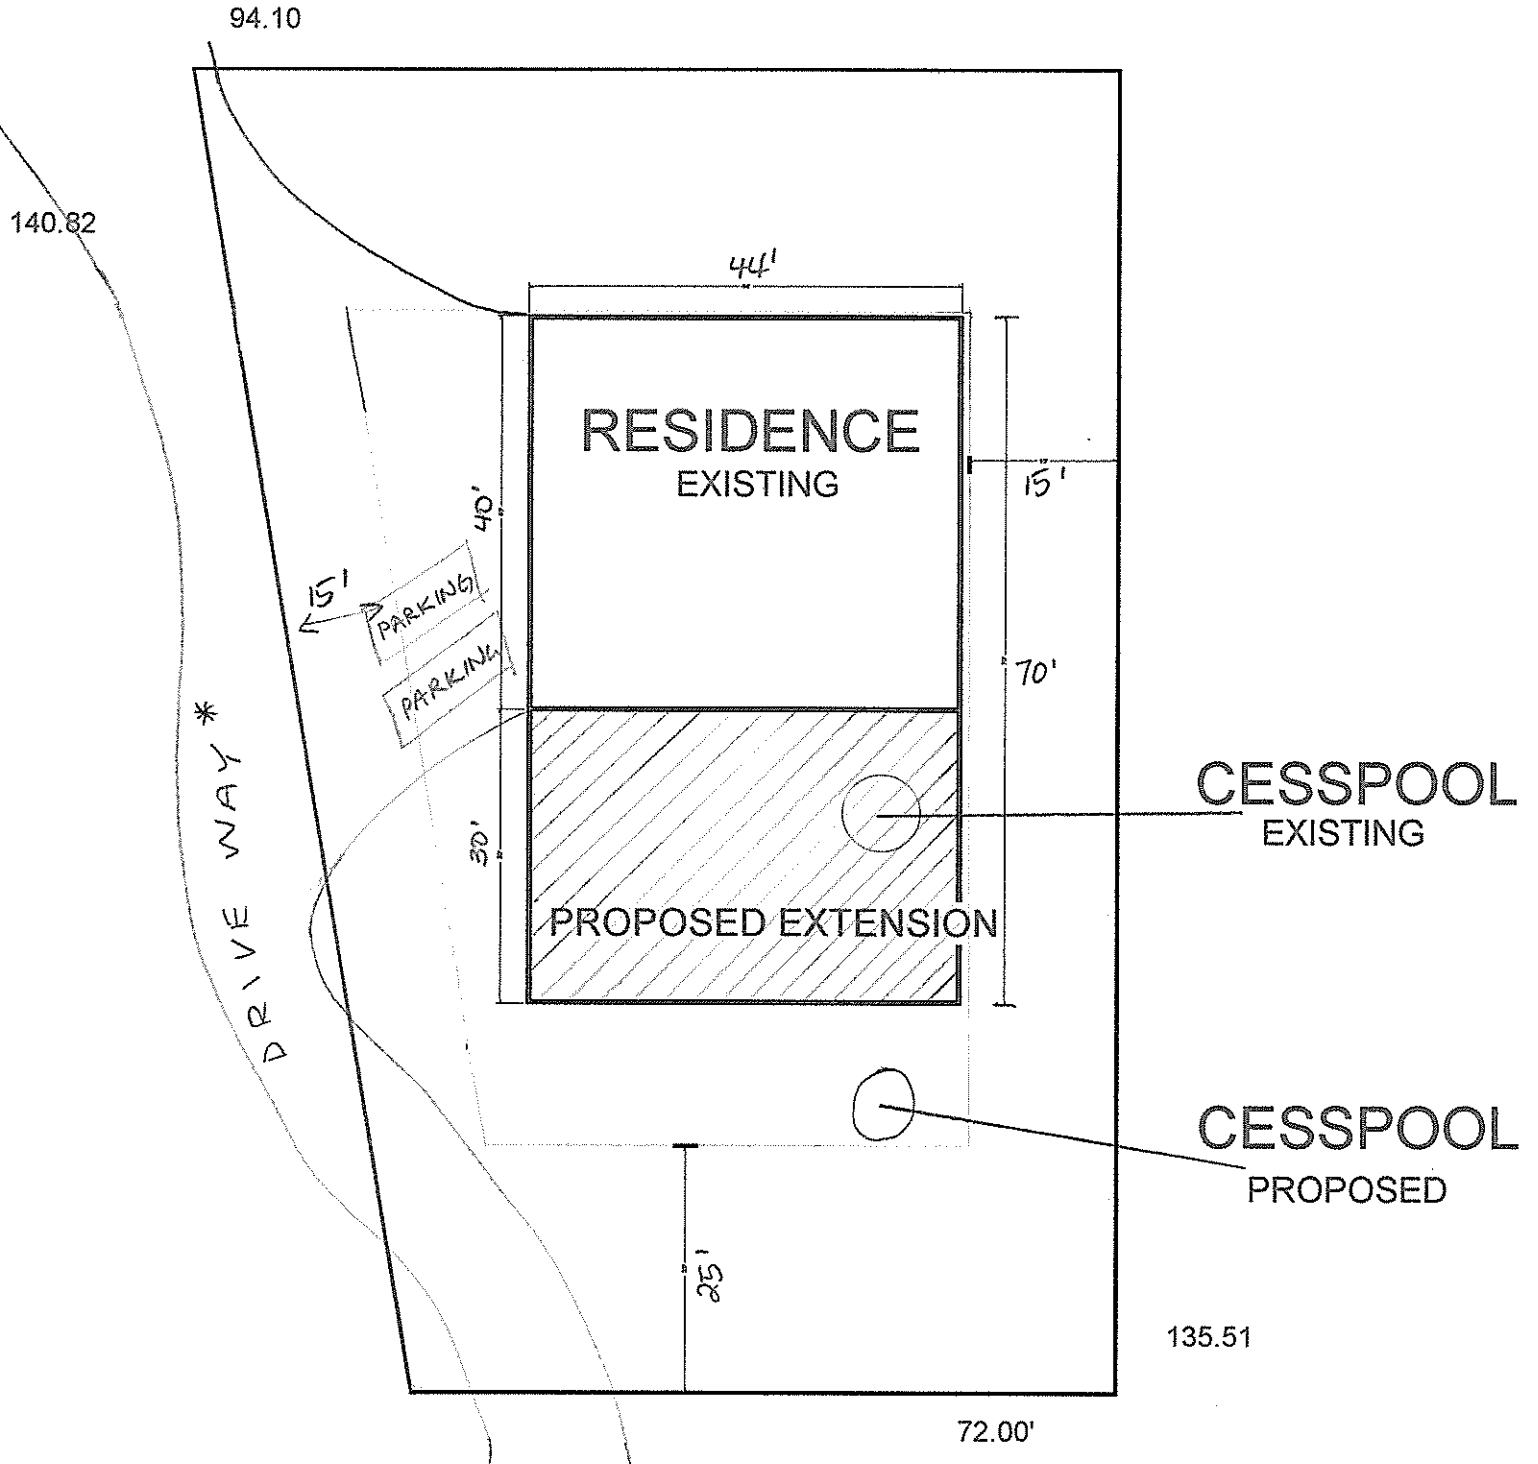 94.10
140.82
44'
RESIDENCE
EXISTING
40'
15'
15'
PARKING
PARKING
70'
DRIVE WAY *
30'
CESSPOOL
EXISTING
PROPOSED EXTENSION
CESSPOOL
PROPOSED
25'
135.51
72.00'